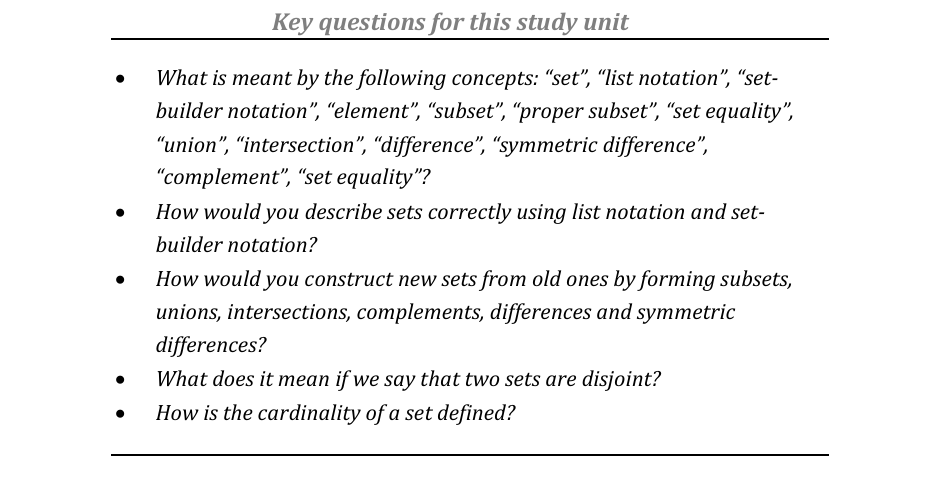 Key questions for this study unit
• What is meant by the following concepts: “set”, “list notation”, “set-
builder notation”, “element”, “subset”, “proper subset”, “set equality”,
“union”, “intersection”, “difference”, “symmetric difference”,
“complement”, “set equality”?
• How would you describe sets correctly using list notation and set-
builder notation?
• How would you construct new sets from old ones by forming subsets,
unions, intersections, complements, differences and symmetric
differences?
• What does it mean if we say that two sets are disjoint?
• How is the cardinality of a set defined?